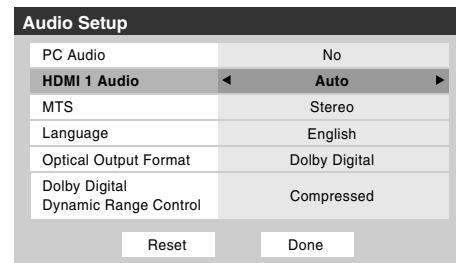 Audio Setup
PC Audio No
HDMI 1 Audio Auto
MTS Stereo
Language English
Optical Output Format Dolby Digital
Dolby Digital
Dynamic Range Control Compressed
Reset Done